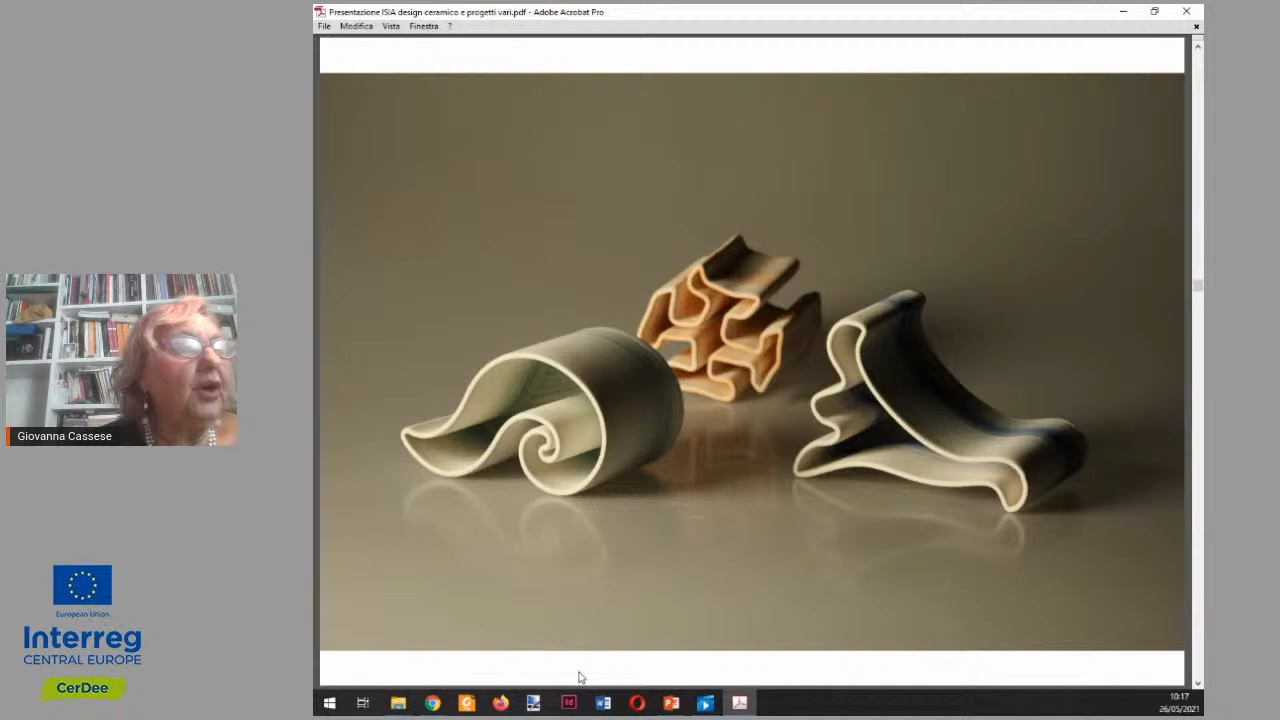 Presentazione ISIA design ceramico e progetti vari.pdf - Adobe Acrobat Pro
File Modifica Vista Finestra ?
Giovanna Cassese
European Union
Interreg
CENTRAL EUROPE
CerDee
10:17
26/05/2021